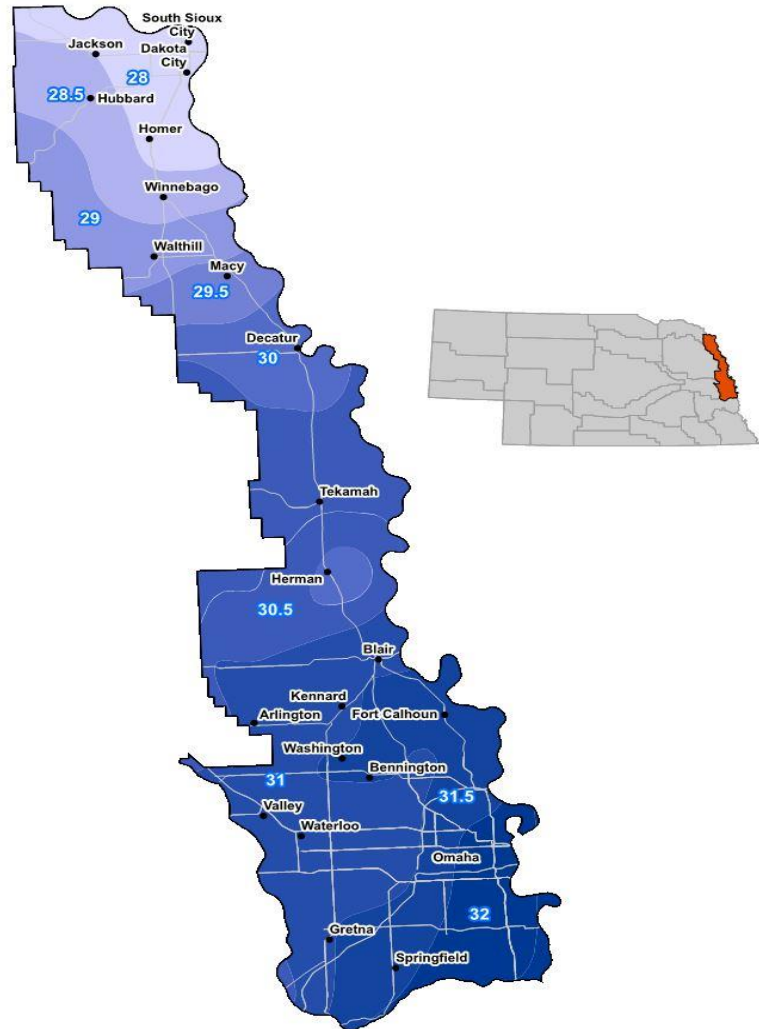 South Sioux
City
Jackson
Dakota
City
28
28.5
Hubbard
Homer
Winnebago
29
Walthill
Macy
29.5
Decatur
30
Tekamah
Herman
30.5
Blair
Kennard
Arlington
Fort Calhoun
Washington
Bennington
31
31.5
Valley
Waterloo
Omaha
32
Gretna
Springfield